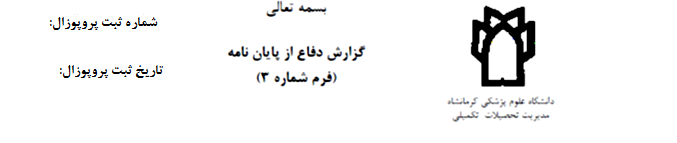 بسمه تعالی
گزارش دفاع از پایان نامه
(فرم شماره ۳)
شماره ثبت پروپوزال:
تاریخ ثبت پروپوزال:
دانشگاه علوم پزشکی کرمانشاه
مدیریت تحصیلات تکمیلی